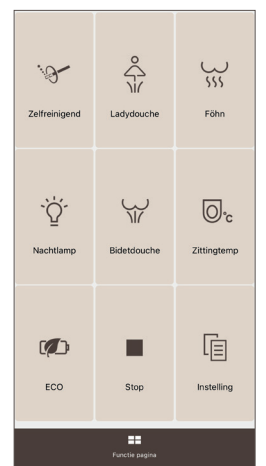 Zelfreinigend
Ladydouche
Föhn
Nachtlamp
Bidetdouche
°c
Zittingtemp
ECO
Stop
Instelling
Functie pagina